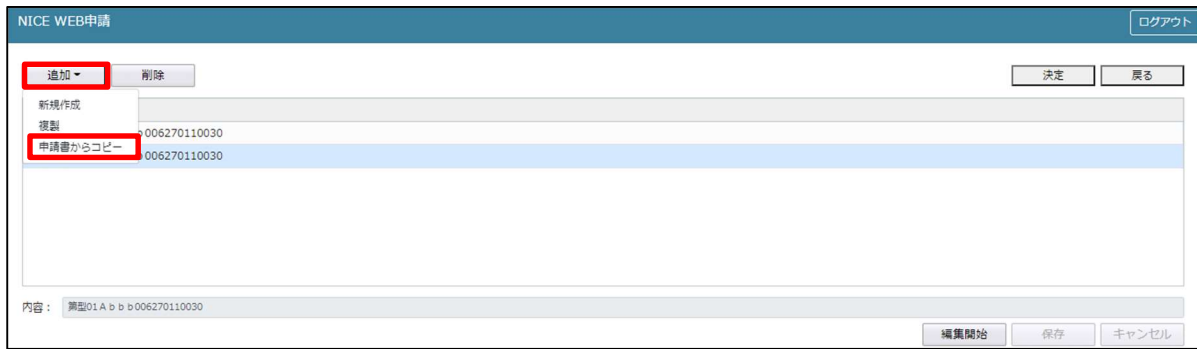 NICE WEB申請
ログアウト
追加
削除
決定
戻る
新規作成
複製
b006270110030
申請書からコピー
b006270110030
内容:
第型01Ａｂｂｂ006270110030
編集開始
保存
キャンセル